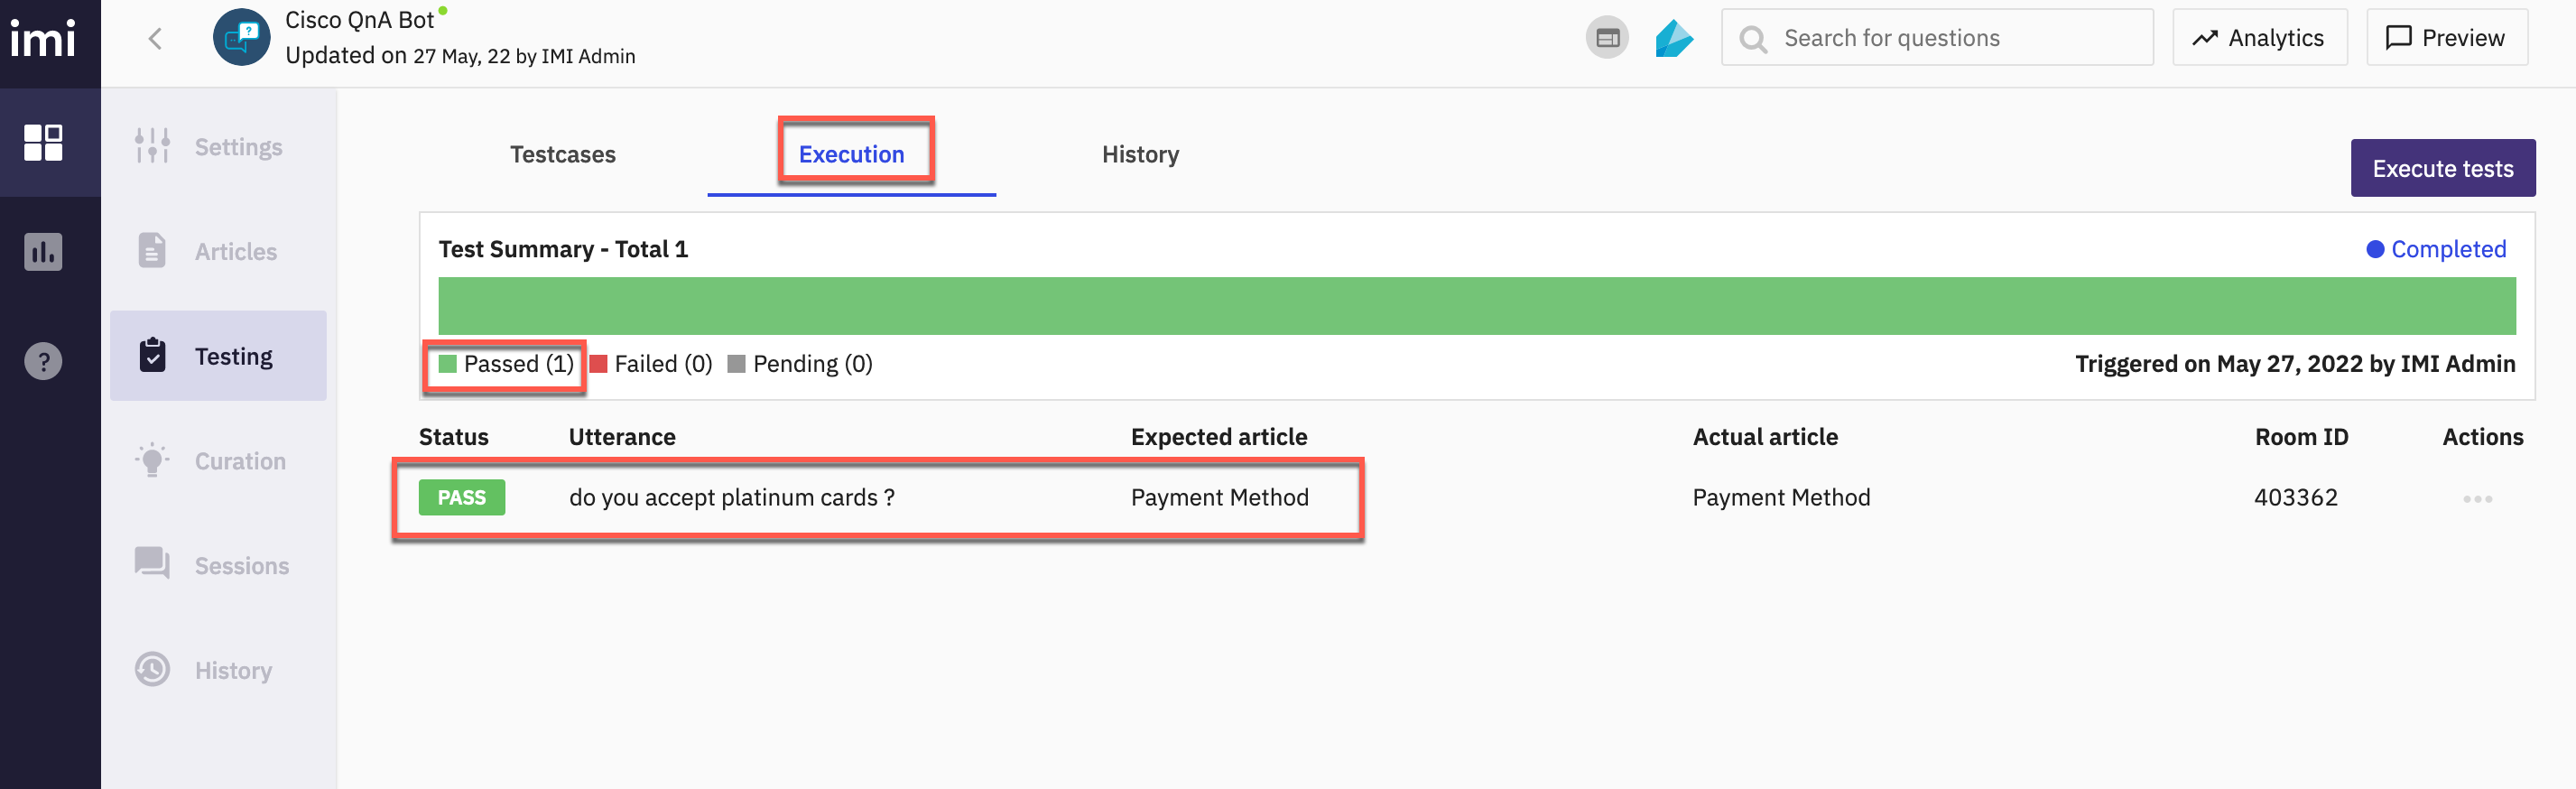 imi
Cisco QnA Bot
Updated on 27 May, 22 by IMI Admin
Search for questions
Analytics
Preview
Settings
Articles
Testing
Curation
Sessions
History
Testcases
Execution
History
Execute tests
Test Summary - Total 1
Completed
Passed (1) Failed (0) Pending (0)
Triggered on May 27, 2022 by IMI Admin
Status Utterance Expected article Actual article Room ID Actions
PASS do you accept platinum cards ? Payment Method Payment Method 403362